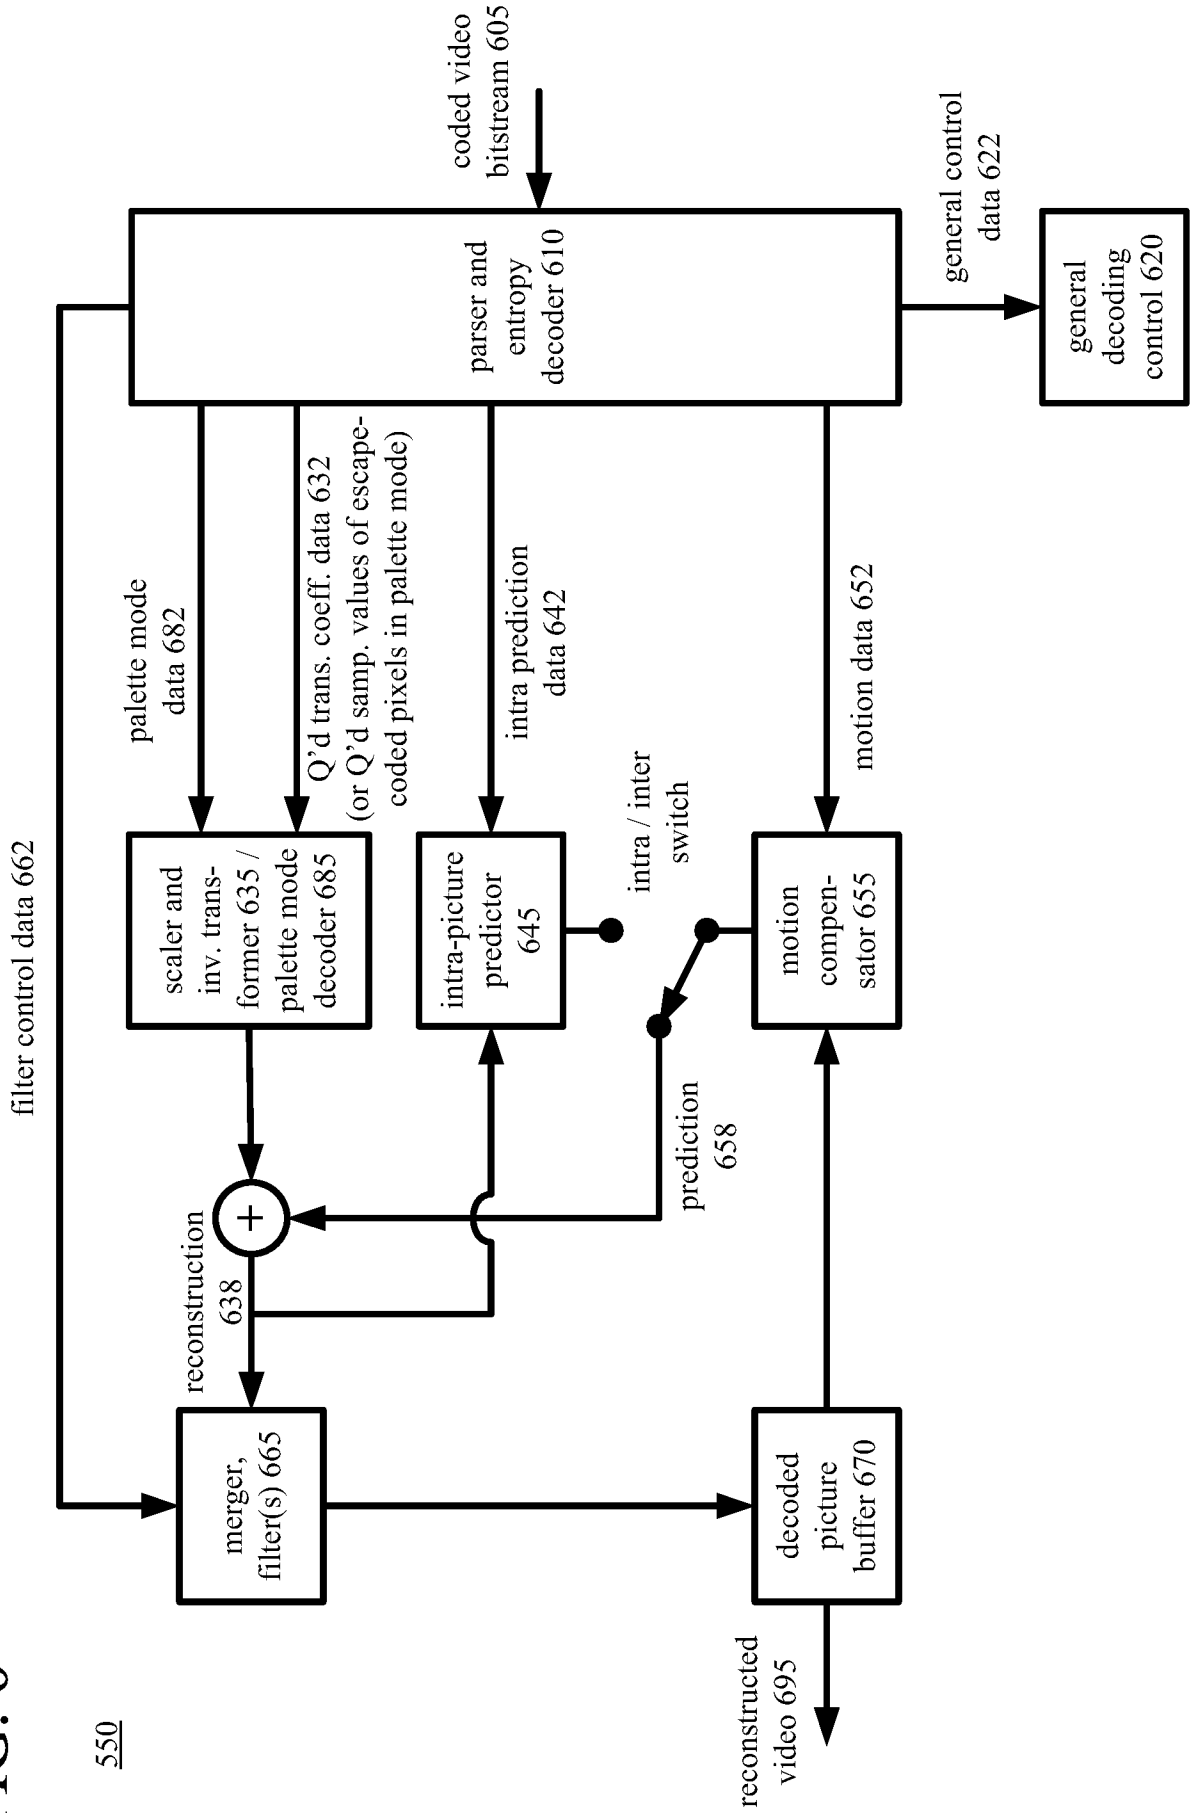 FIG. 6
550
filter control data 662
palette mode
data 682
Q’d trans. coeff. data 632
(or Q’d samp. values of escape-
coded pixels in palette mode)
intra prediction
data 642
motion data 652
coded video
bitstream 605
parser and
entropy
decoder 610
general control
data 622
general
decoding
control 620
scaler and
inv. trans-
former 635 /
palette mode
decoder 685
intra-picture
predictor
645
intra / inter
switch
motion
compen-
sator 655
prediction
658
+
reconstruction
638
merger,
filter(s) 665
decoded
picture
buffer 670
reconstructed
video 695